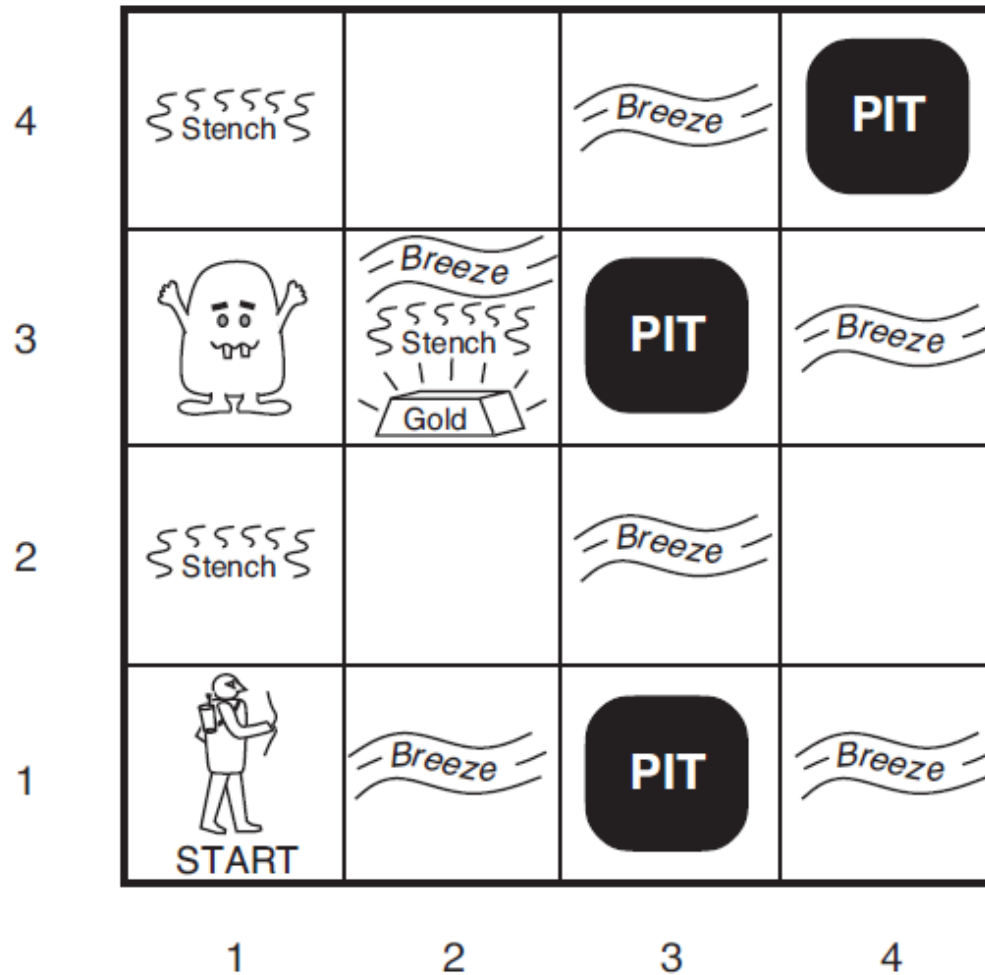 4
Stench
Breeze
PIT
3
Breeze
Stench
Gold
PIT
Breeze
2
Stench
Breeze
1
START
Breeze
PIT
Breeze
1 2 3 4